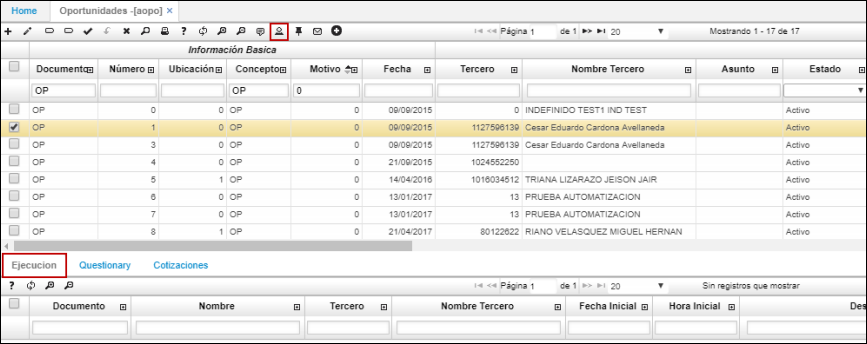 Home Oportunidades -[aopo] ×
Página 1 de 1 20 Mostrando 1 - 17 de 17
Información Basica
Documento Número Ubicación Concepto Motivo Fecha Tercero Nombre Tercero Asunto Estado
OP OP 0
OP 0 0 OP 0 09/09/2015 0 INDEFINIDO TEST1 IND TEST Activo
OP 1 0 OP 0 09/09/2015 1127596139 Cesar Eduardo Cardona Avellaneda Activo
OP 3 0 OP 0 09/09/2015 1127596139 Cesar Eduardo Cardona Avellaneda Activo
OP 4 0 OP 0 21/09/2015 1024552250 Activo
OP 5 1 OP 0 14/04/2016 1016034512 TRIANA LIZARAZO JEISON JAIR Activo
OP 6 0 OP 0 13/01/2017 13 PRUEBA AUTOMATIZACION Activo
OP 7 0 OP 0 13/01/2017 13 PRUEBA AUTOMATIZACION Activo
OP 8 1 OP 0 21/04/2017 80122622 RIANO VELASQUEZ MIGUEL HERNAN Activo
Ejecucion Questionary Cotizaciones
Página 1 de 1 20 Sin registros que mostrar
Documento Nombre Tercero Nombre Tercero Fecha Inicial Hora Inicial Des